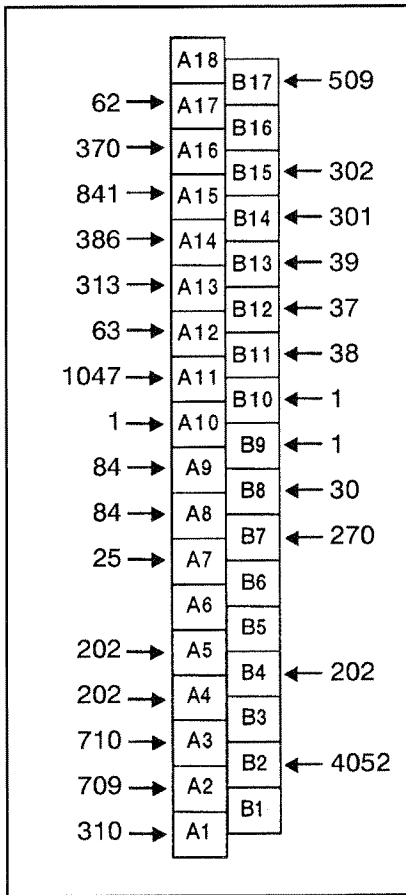 A18
B17 509
62 A17
B16
370 A16
B15 302
841 A15
B14 301
386 A14
B13 39
313 A13
B12 37
63 A12
B11 38
1047 A11
B10 1
1 A10
B9 1
84 A9
B8 30
84 A8
B7 270
25 A7
B6
A6
B5
202 A5
B4 202
202 A4
B3
710 A3
B2 4052
709 A2
B1
310 A1